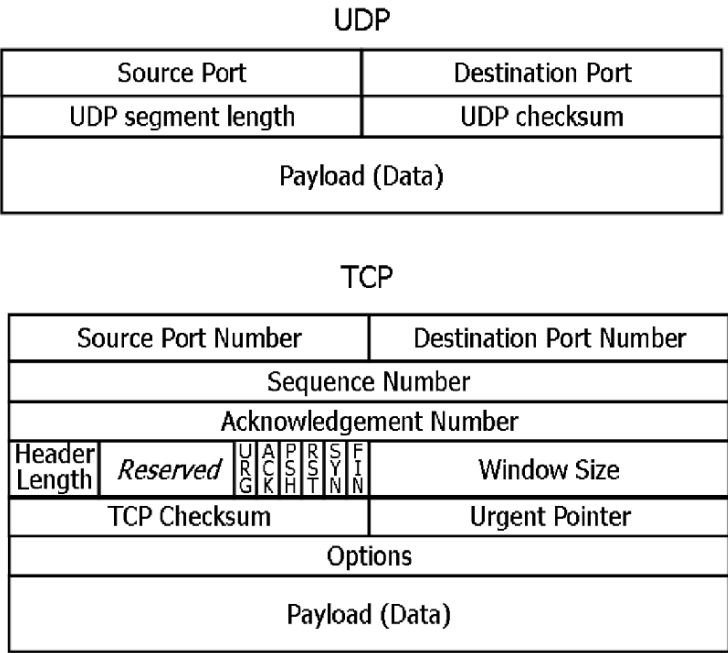 UDP
Source Port Destination Port
UDP segment length UDP checksum
Payload (Data)
TCP
Source Port Number Destination Port Number
Sequence Number
Acknowledgement Number
Header Length Reserved URG ACK PSH RST SYN FIN Window Size
TCP Checksum Urgent Pointer
Options
Payload (Data)